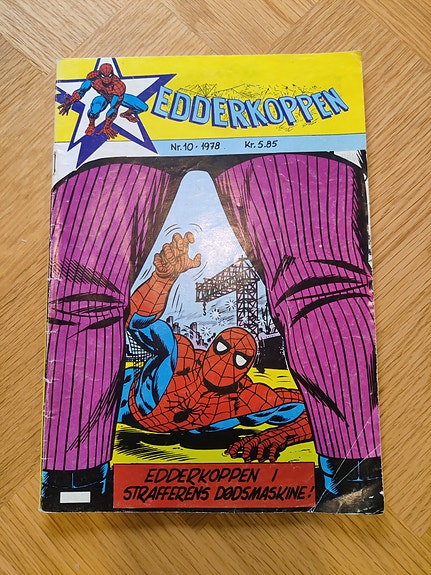 EDDERKOPPEN
Nr. 10 • 1978 Kr. 5.85
EDDERKOPPEN I
STRAFFERENS DØDSMASKINE!